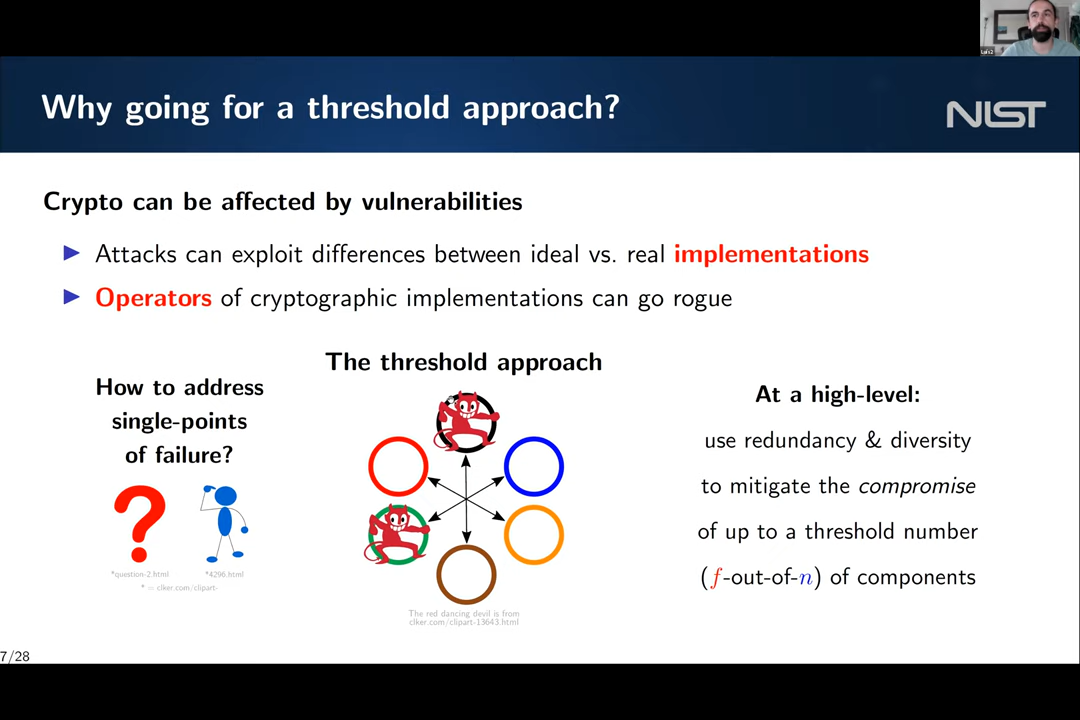 Why going for a threshold approach?
NIST
Crypto can be affected by vulnerabilities
Attacks can exploit differences between ideal vs. real implementations
Operators of cryptographic implementations can go rogue
How to address
single-points
of failure?
*question-2.html
*4296.html
* = clker.com/clipart-
The threshold approach
The red dancing devil is from
clker.com/clipart-13643.html
At a high-level:
use redundancy & diversity
to mitigate the compromise
of up to a threshold number
(f-out-of-n) of components
7/28